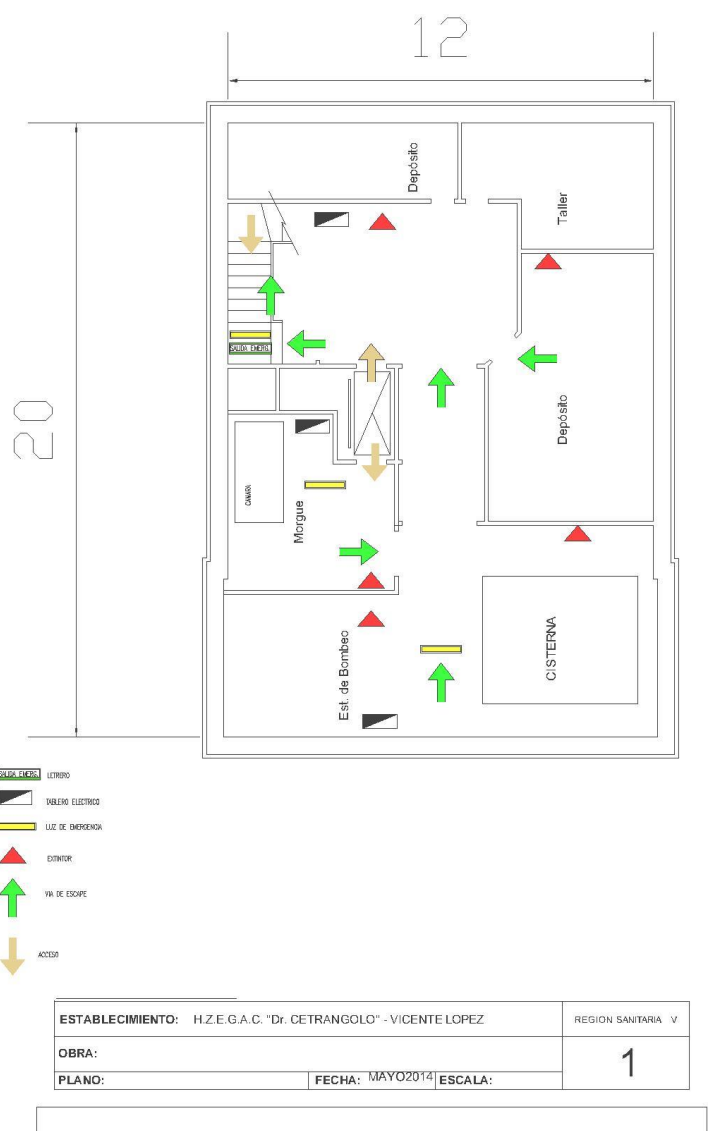 12
20
Depósito
Taller
SALIDA EMERG.
Depósito
CAMARA
Morgue
CISTERNA
Est. de Bombeo
SALIDA EMERG. LETRERO
TABLERO ELECTRICO
LUZ DE EMERGENCIA
EXTINTOR
VIA DE ESCAPE
ACCESO
ESTABLECIMIENTO: H.Z.E.G.A.C. "Dr. CETRANGOLO" - VICENTE LOPEZ REGION SANITARIA V
OBRA:
1
PLANO: FECHA: MAYO2014 ESCALA: